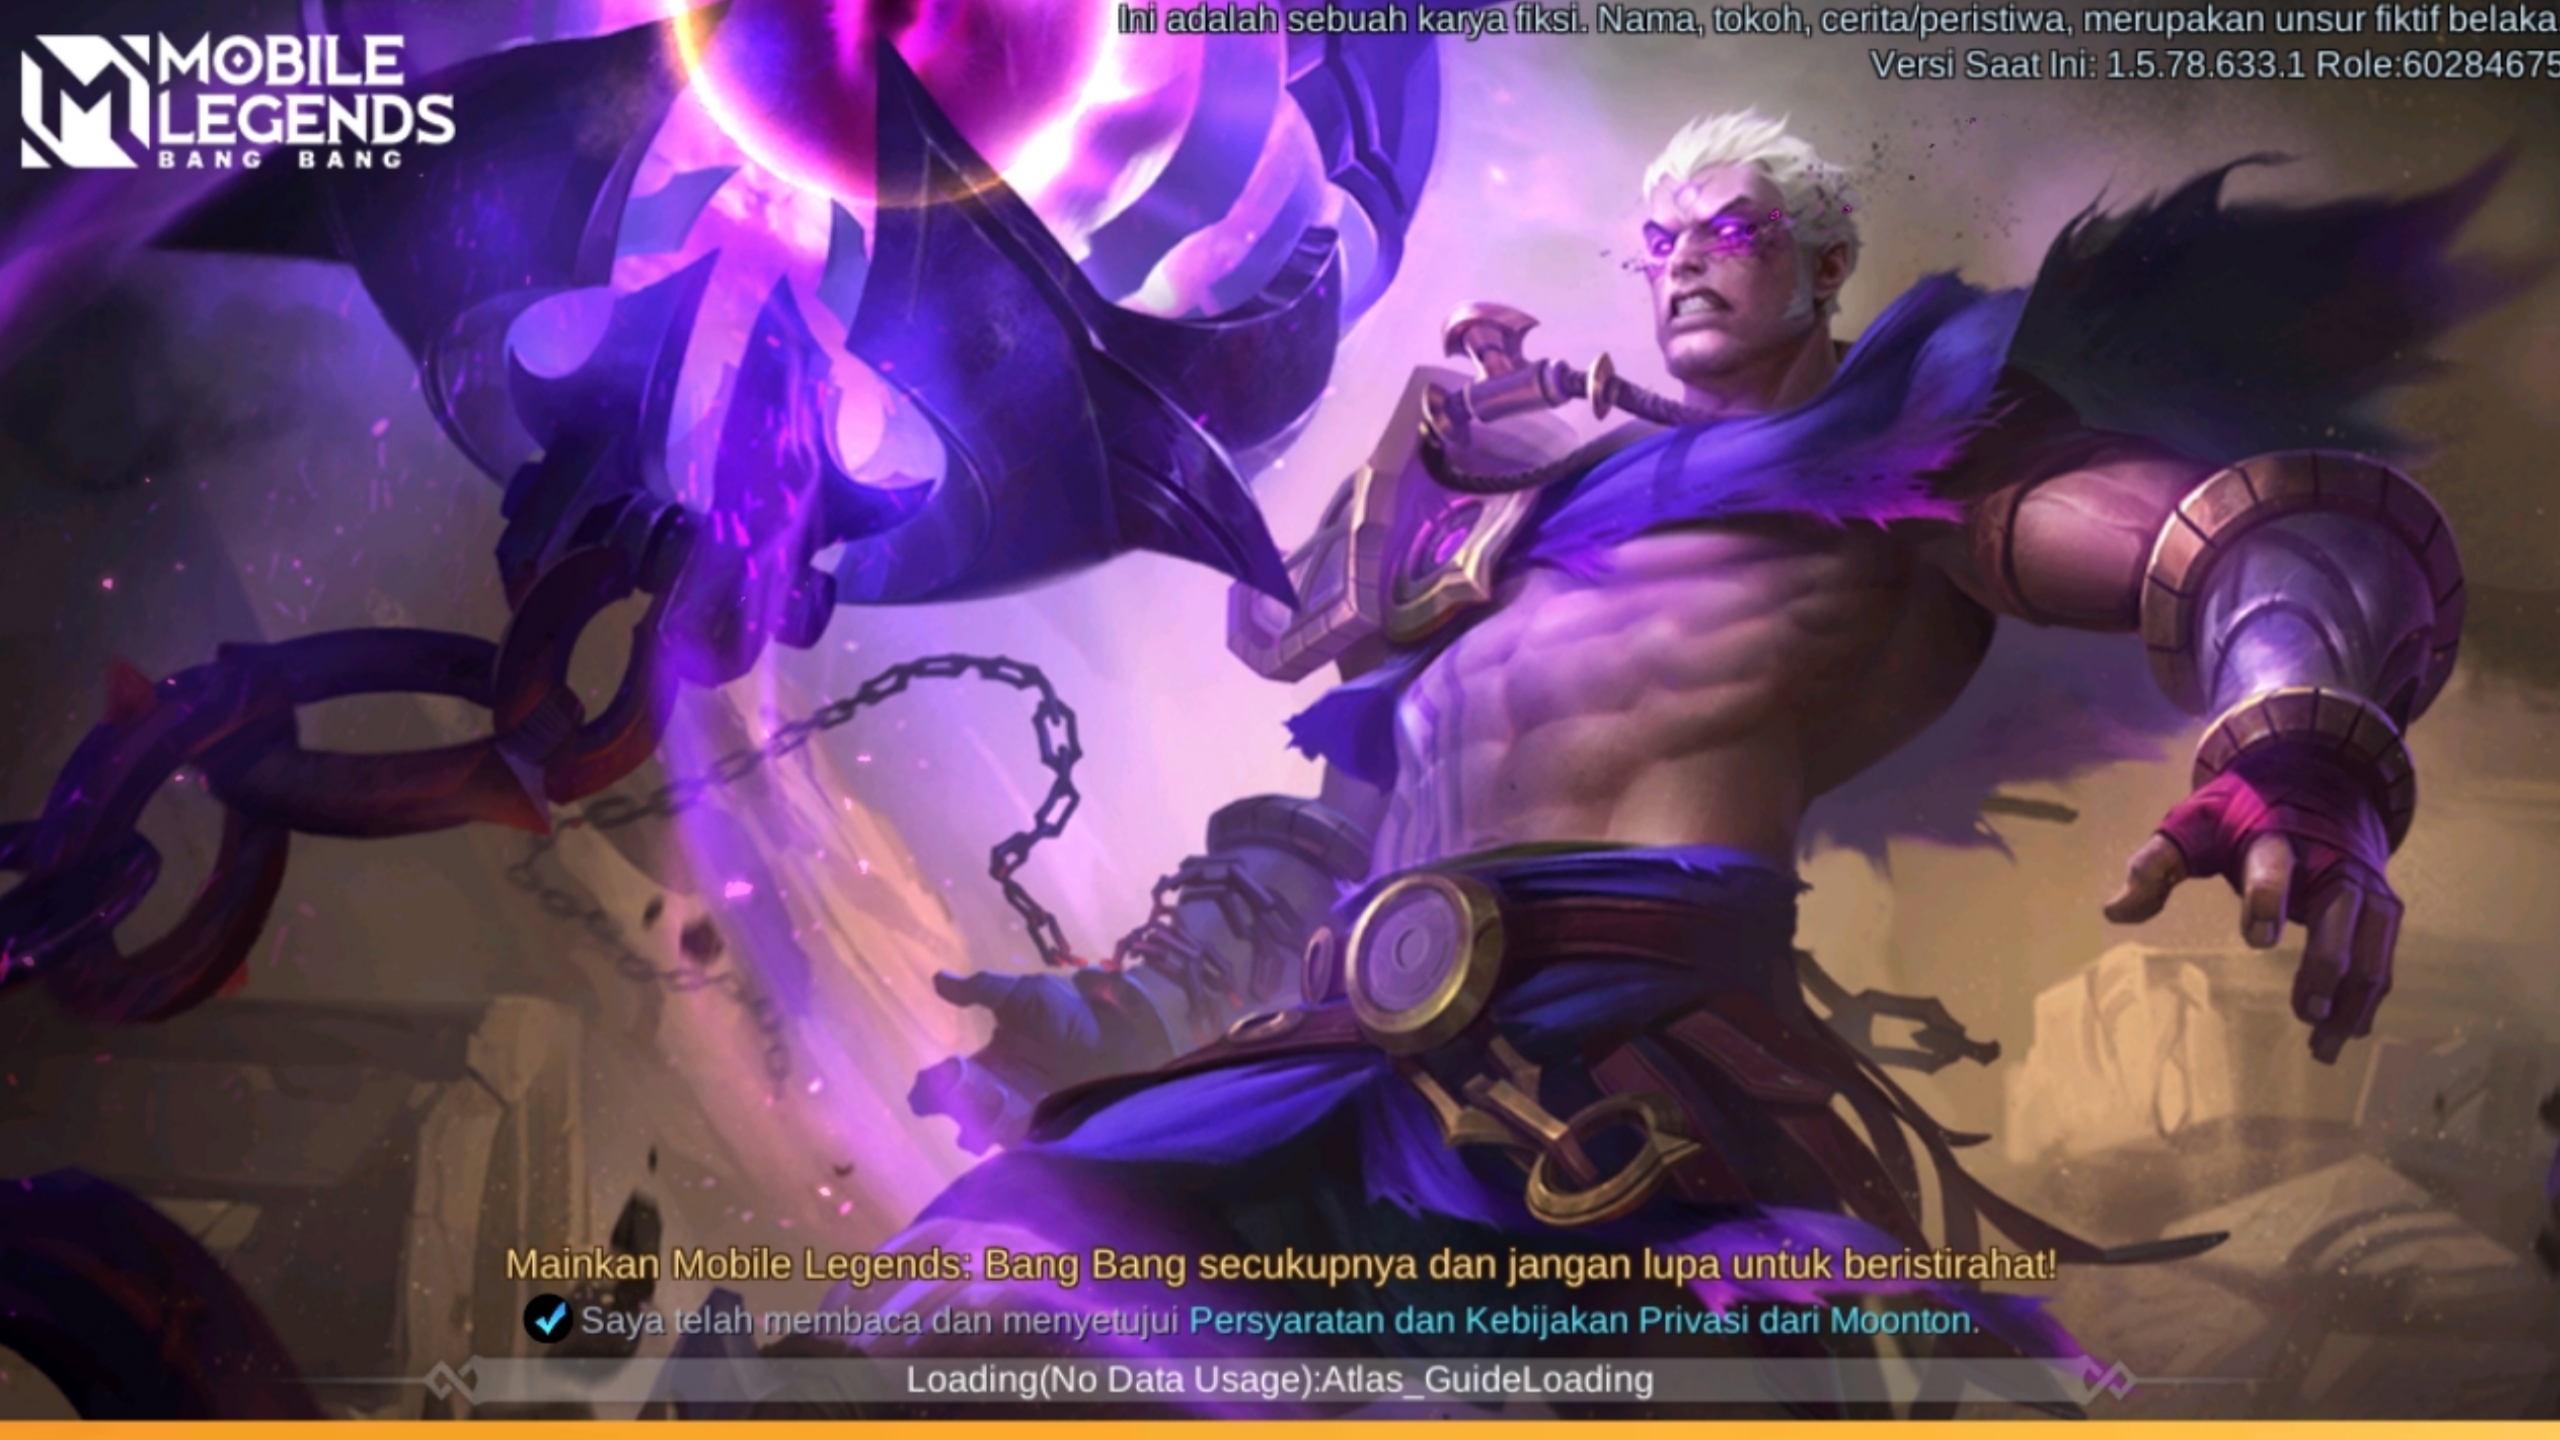 Ini adalah sebuah karya fiksi. Nama, tokoh, cerita/peristiwa, merupakan unsur fiktif belaka.
Versi Saat Ini: 1.5.78.633.1 Role:60284675
MOBILE
LEGENDS
BANG BANG
Mainkan Mobile Legends: Bang Bang secukupnya dan jangan lupa untuk beristirahat!
Saya telah membaca dan menyetujui Persyaratan dan Kebijakan Privasi dari Moonton.
Loading(No Data Usage):Atlas_GuideLoading